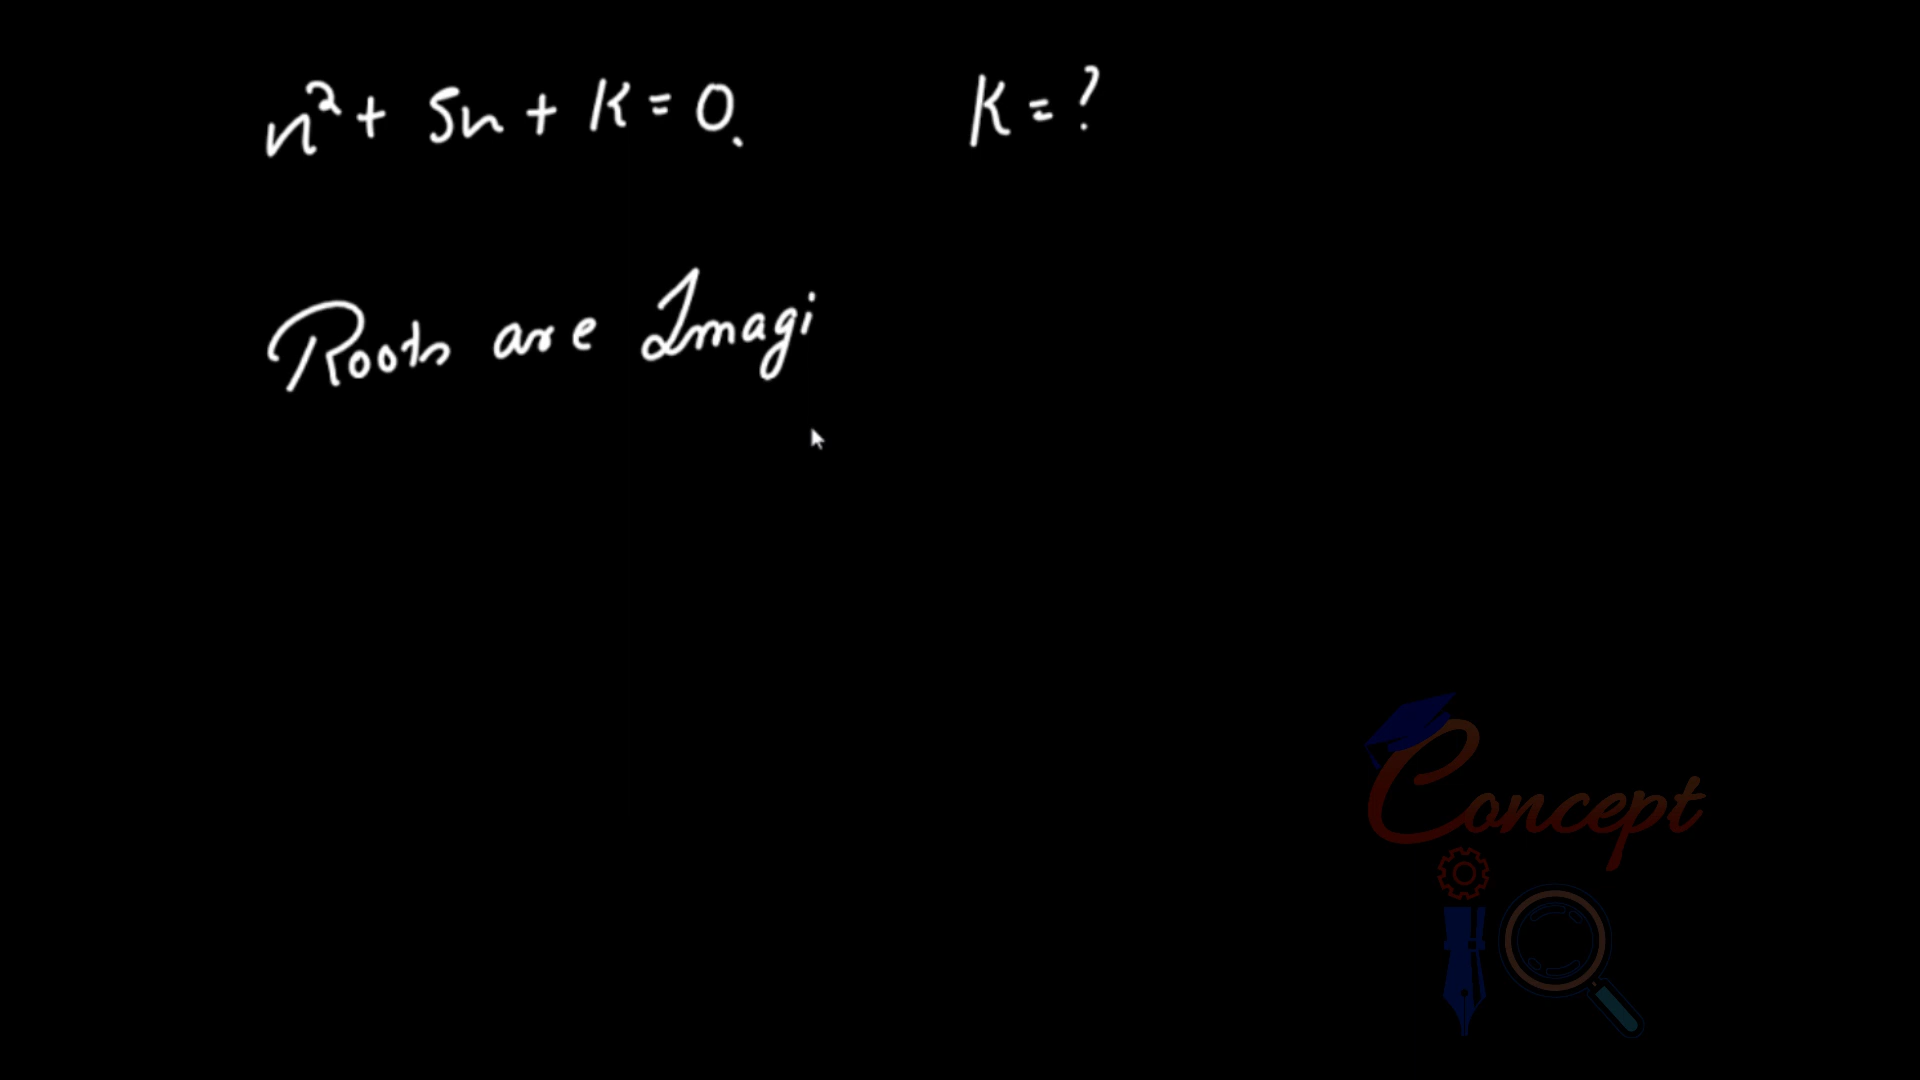 x² + 5x + K = 0. K = ?
Roots are Imagi
Concept